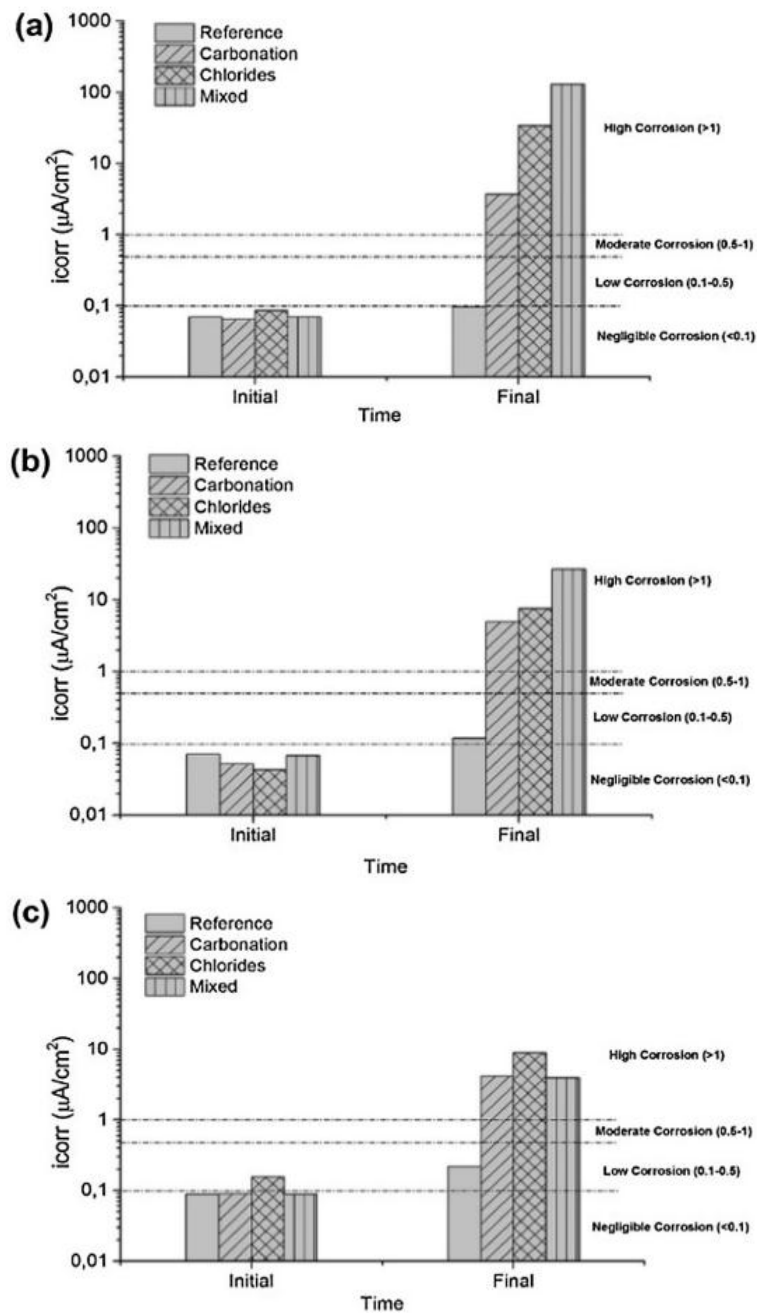 (a)
1000
100
10
1
0,1
0,01
icorr (µA/cm²)
Reference
Carbonation
Chlorides
Mixed
High Corrosion (>1)
Moderate Corrosion (0.5-1)
Low Corrosion (0.1-0.5)
Negligible Corrosion (<0.1)
Initial
Final
Time
(b)
1000
100
10
1
0,1
0,01
icorr (µA/cm²)
Reference
Carbonation
Chlorides
Mixed
High Corrosion (>1)
Moderate Corrosion (0.5-1)
Low Corrosion (0.1-0.5)
Negligible Corrosion (<0.1)
Initial
Final
Time
(c)
1000
100
10
1
0,1
0,01
icorr (µA/cm²)
Reference
Carbonation
Chlorides
Mixed
High Corrosion (>1)
Moderate Corrosion (0.5-1)
Low Corrosion (0.1-0.5)
Negligible Corrosion (<0.1)
Initial
Final
Time